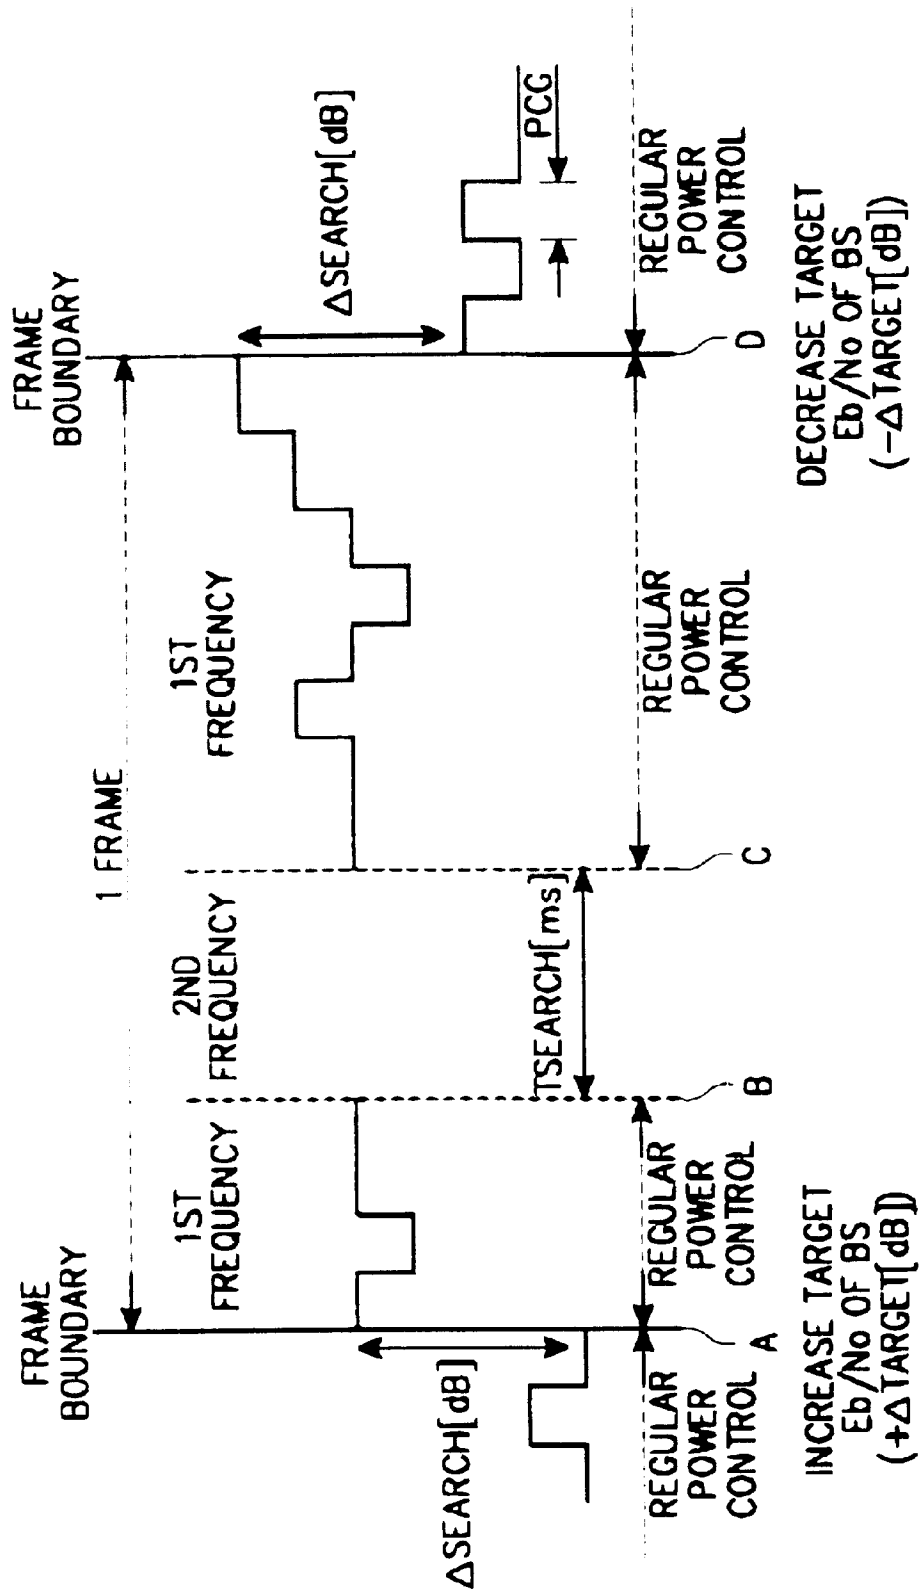 FRAME
BOUNDARY
1 FRAME
FRAME
BOUNDARY
1ST
FREQUENCY
2ND
FREQUENCY
1ST
FREQUENCY
ΔSEARCH[dB]
ΔSEARCH[dB]
PCG
TSEARCH[ms]
REGULAR
POWER
CONTROL
REGULAR
POWER
CONTROL
REGULAR
POWER
CONTROL
REGULAR
POWER
CONTROL
A
B
C
D
INCREASE TARGET
Eb/No OF BS
(+ΔTARGET[dB])
DECREASE TARGET
Eb/No OF BS
(-ΔTARGET[dB])